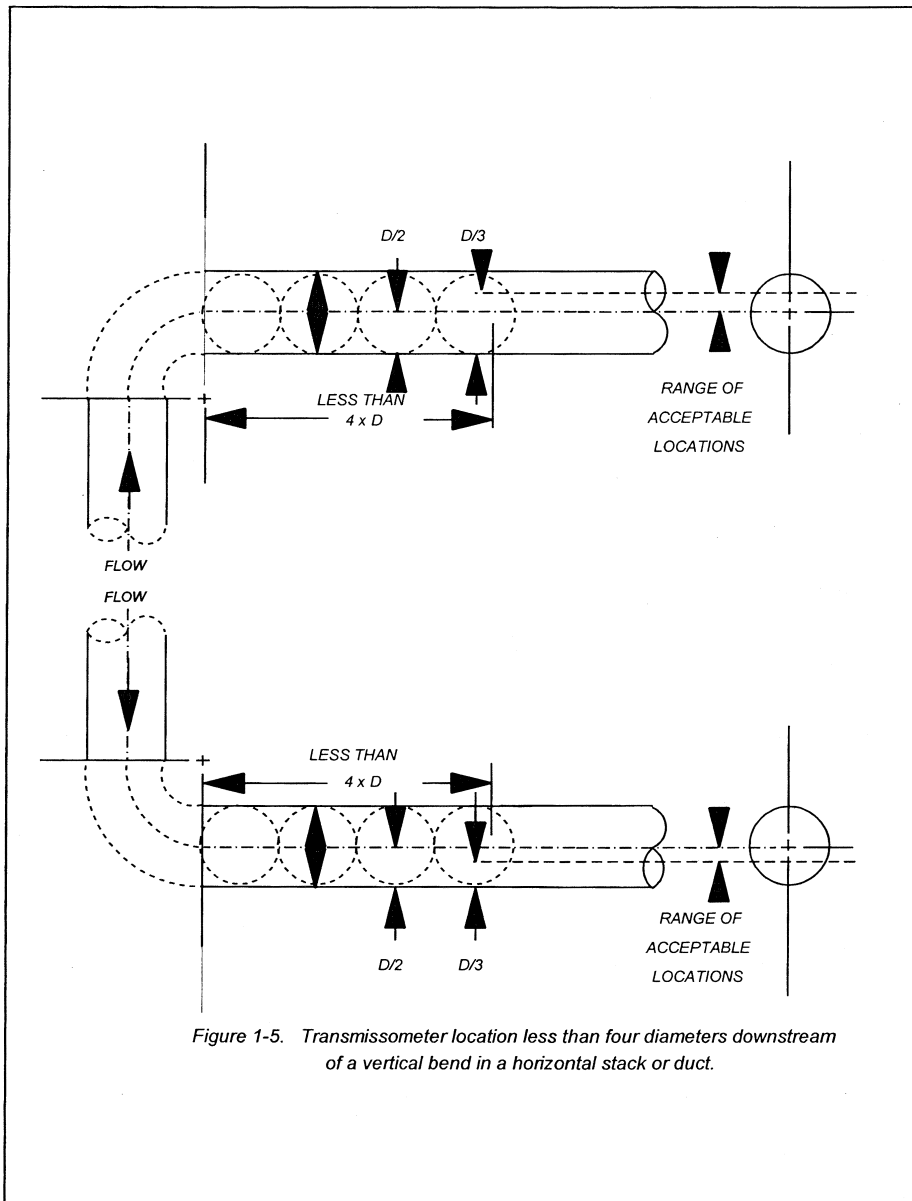 D/2 D/3
LESS THAN
4 x D
RANGE OF
ACCEPTABLE
LOCATIONS
FLOW
FLOW
LESS THAN
4 x D
RANGE OF
ACCEPTABLE
LOCATIONS
D/2 D/3
Figure 1-5. Transmissometer location less than four diameters downstream
of a vertical bend in a horizontal stack or duct.